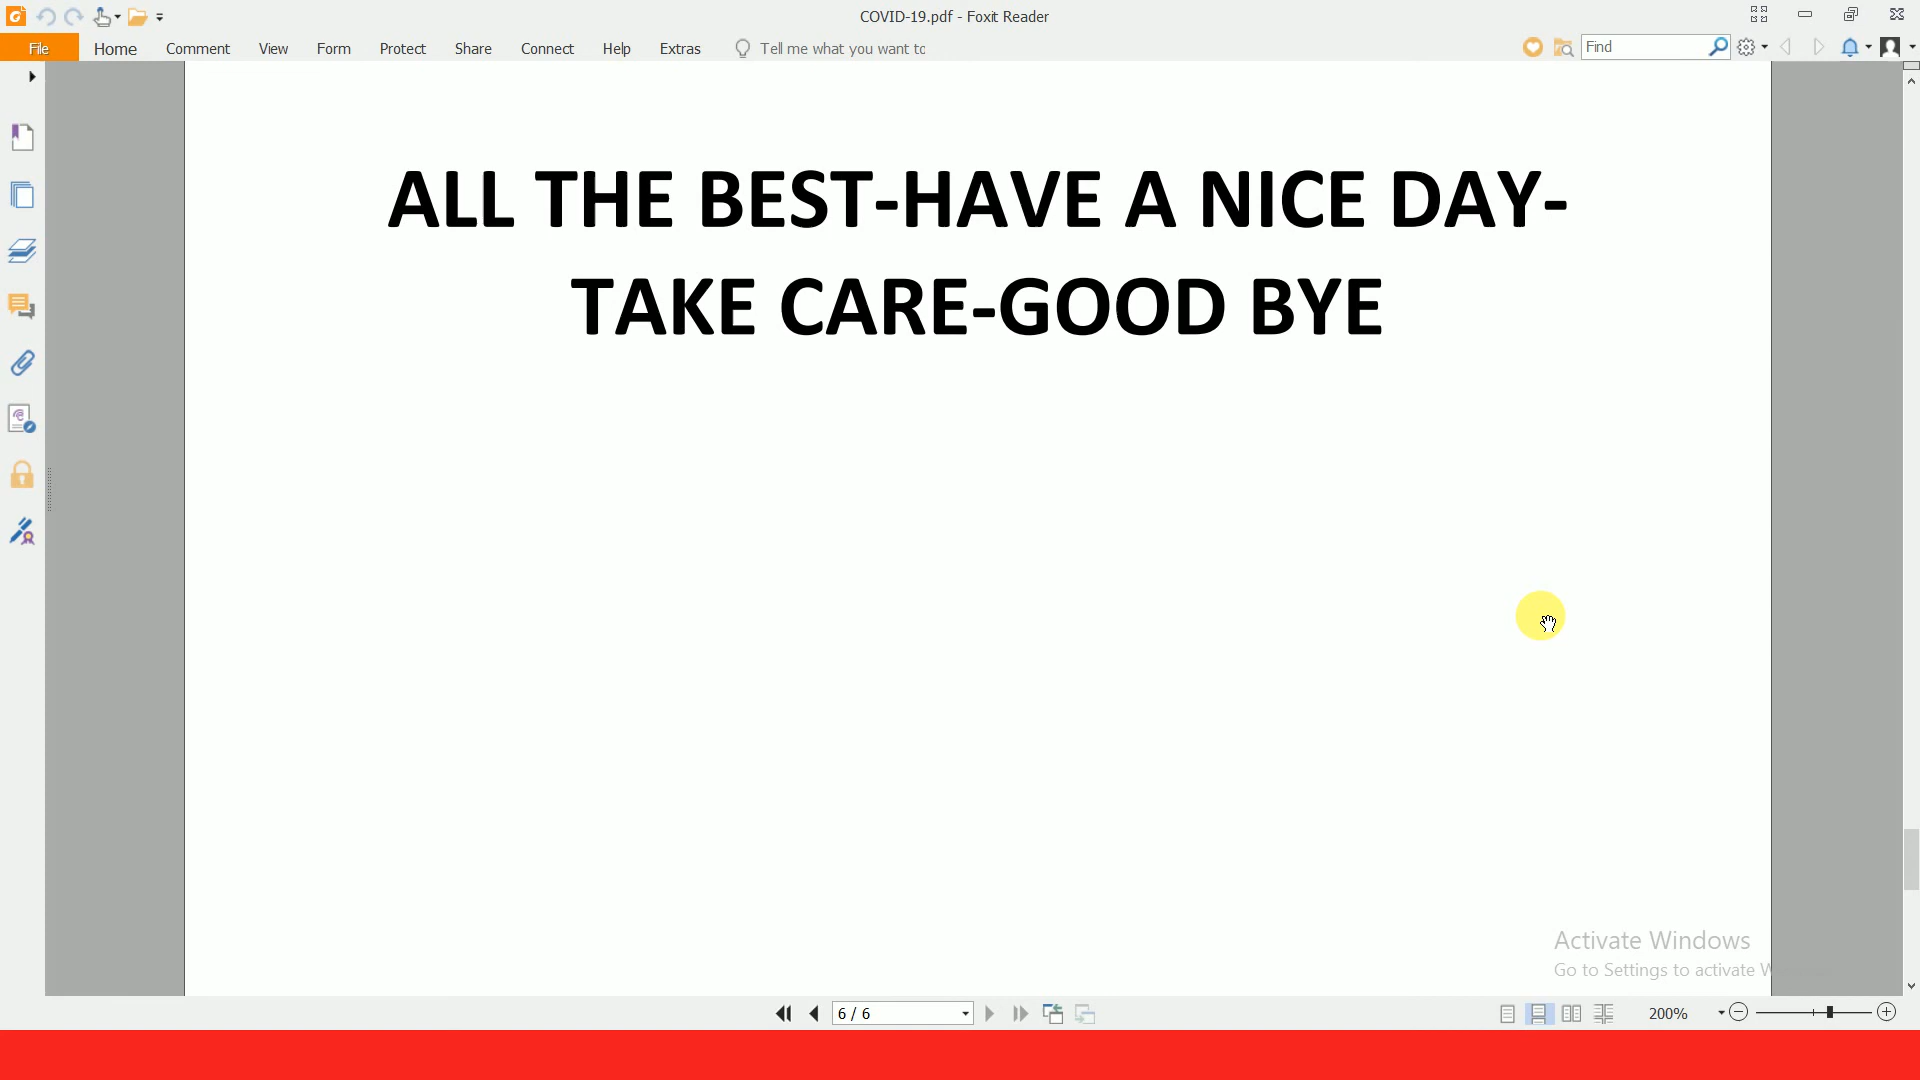 COVID-19.pdf - Foxit Reader
File Home Comment View Form Protect Share Connect Help Extras Tell me what you want to Find
ALL THE BEST-HAVE A NICE DAY-
TAKE CARE-GOOD BYE
Activate Windows
Go to Settings to activate
6 / 6 200%